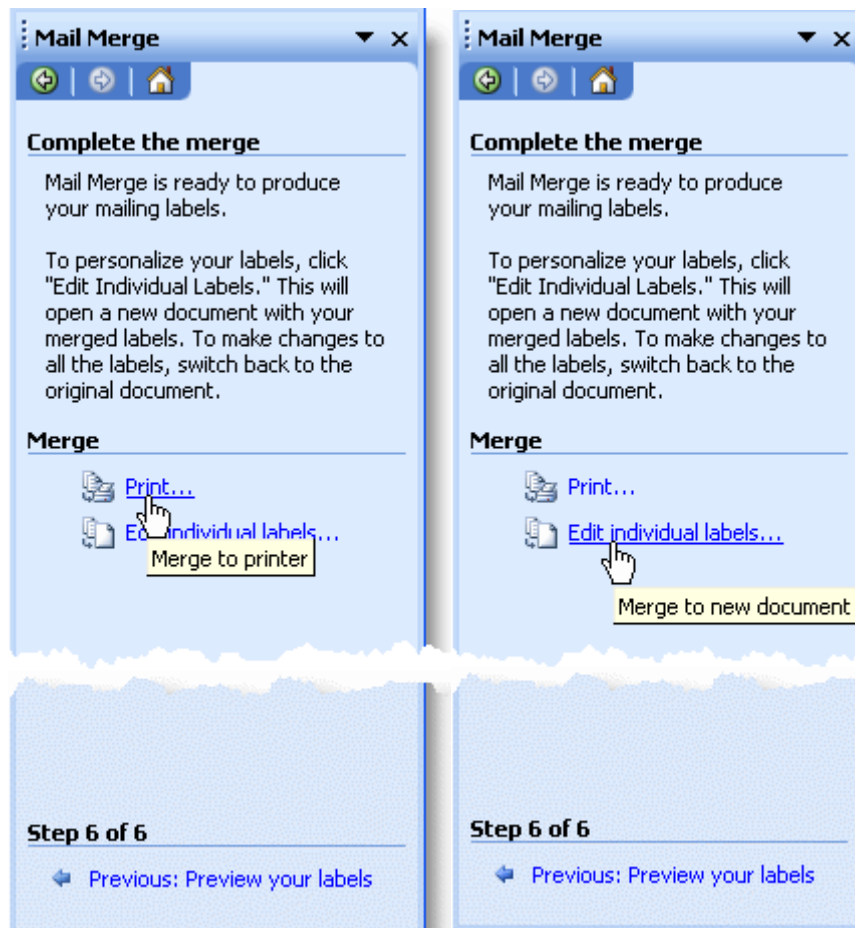 Mail Merge
Complete the merge
Mail Merge is ready to produce
your mailing labels.
To personalize your labels, click
"Edit Individual Labels." This will
open a new document with your
merged labels. To make changes to
all the labels, switch back to the
original document.
Merge
Print...
Edit individual labels...
Merge to printer
Step 6 of 6
Previous: Preview your labels
Mail Merge
Complete the merge
Mail Merge is ready to produce
your mailing labels.
To personalize your labels, click
"Edit Individual Labels." This will
open a new document with your
merged labels. To make changes to
all the labels, switch back to the
original document.
Merge
Print...
Edit individual labels...
Merge to new document
Step 6 of 6
Previous: Preview your labels